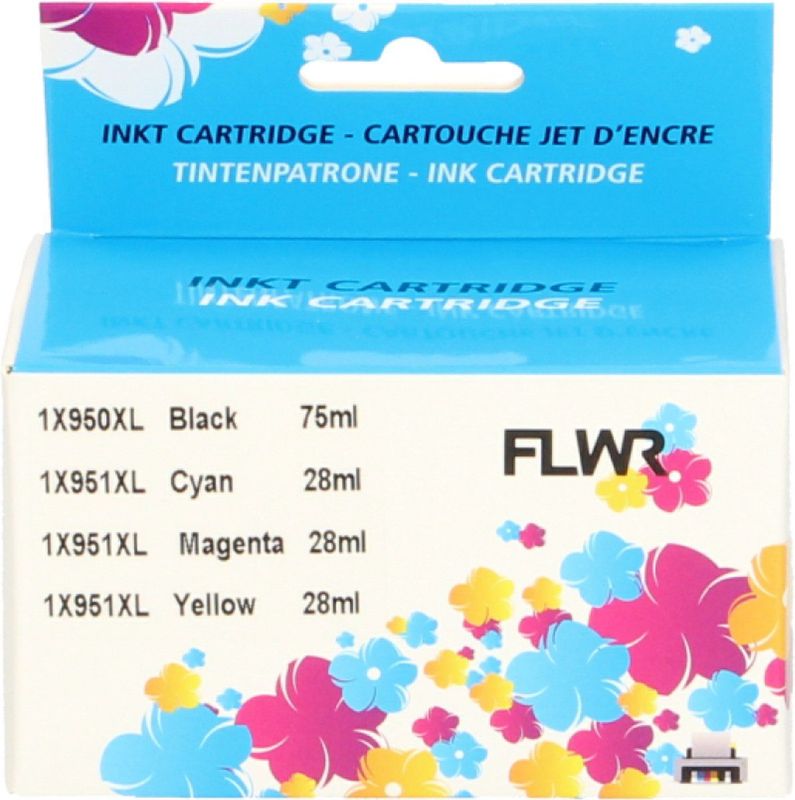 INKT CARTRIDGE - CARTOUCHE JET D'ENCRE
TINTENPATRONE - INK CARTRIDGE
INKT CARTRIDGE
INK CARTRIDGE
1X950XL Black 75ml
1X951XL Cyan 28ml
1X951XL Magenta 28ml
1X951XL Yellow 28ml
FLWR